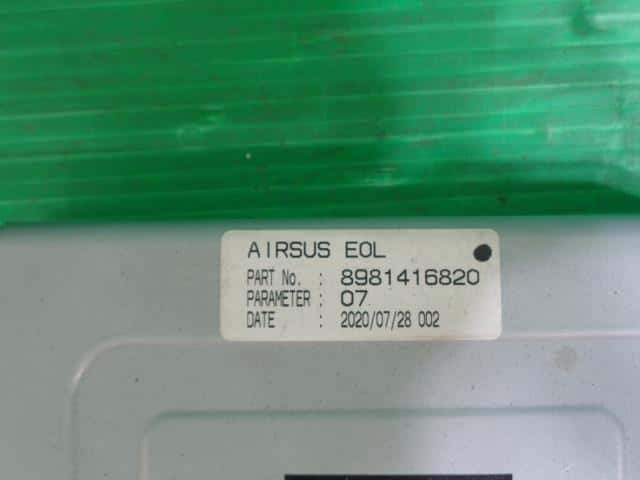 AIRSUS EOL
PART No. : 8981416820
PARAMETER : 07
DATE : 2020/07/28 002